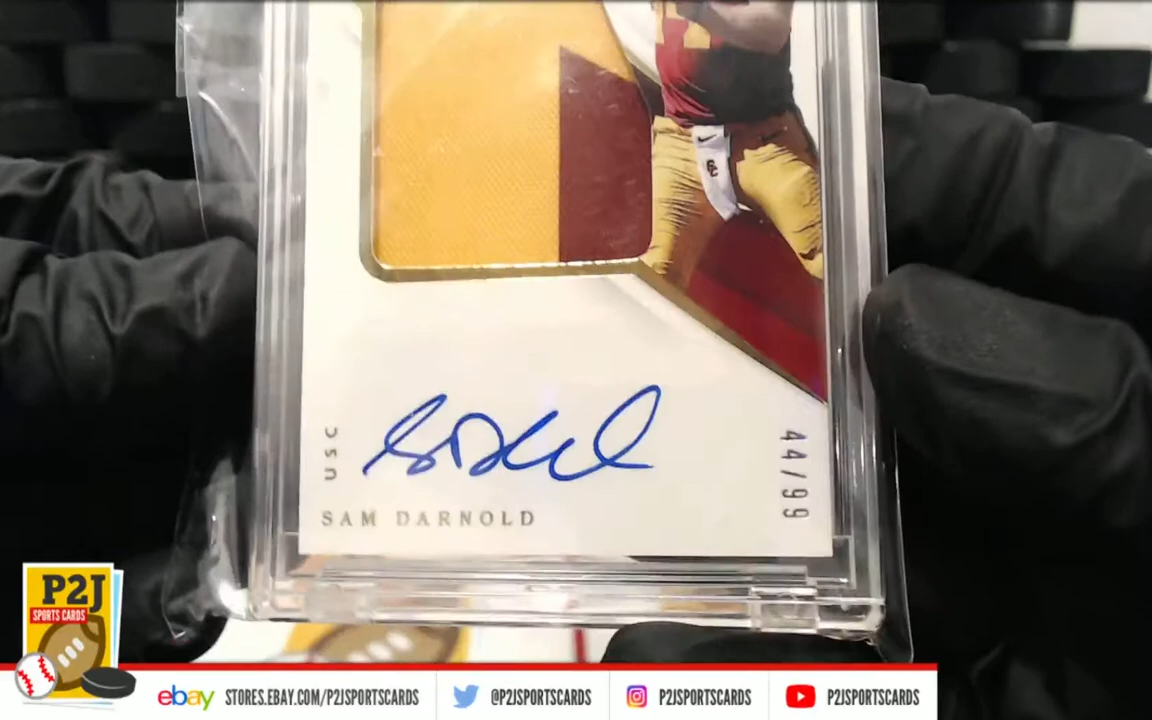 USC
SAM DARNOLD
44/99
P2J
SPORTS CARDS
ebay STORES.EBAY.COM/P2JSPORTSCARDS
@P2JSPORTSCARDS
P2JSPORTSCARDS
P2JSPORTSCARDS